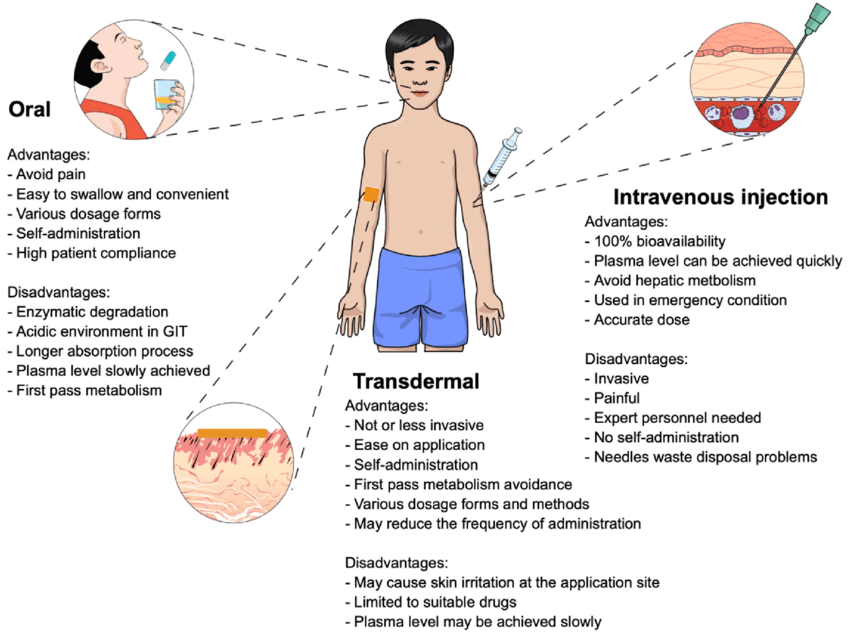 Oral
Advantages:
- Avoid pain
- Easy to swallow and convenient
- Various dosage forms
- Self-administration
- High patient compliance
Disadvantages:
- Enzymatic degradation
- Acidic environment in GIT
- Longer absorption process
- Plasma level slowly achieved
- First pass metabolism
Transdermal
Advantages:
- Not or less invasive
- Ease on application
- Self-administration
- First pass metabolism avoidance
- Various dosage forms and methods
- May reduce the frequency of administration
Disadvantages:
- May cause skin irritation at the application site
- Limited to suitable drugs
- Plasma level may be achieved slowly
Intravenous injection
Advantages:
- 100% bioavailability
- Plasma level can be achieved quickly
- Avoid hepatic metbolism
- Used in emergency condition
- Accurate dose
Disadvantages:
- Invasive
- Painful
- Expert personnel needed
- No self-administration
- Needles waste disposal problems